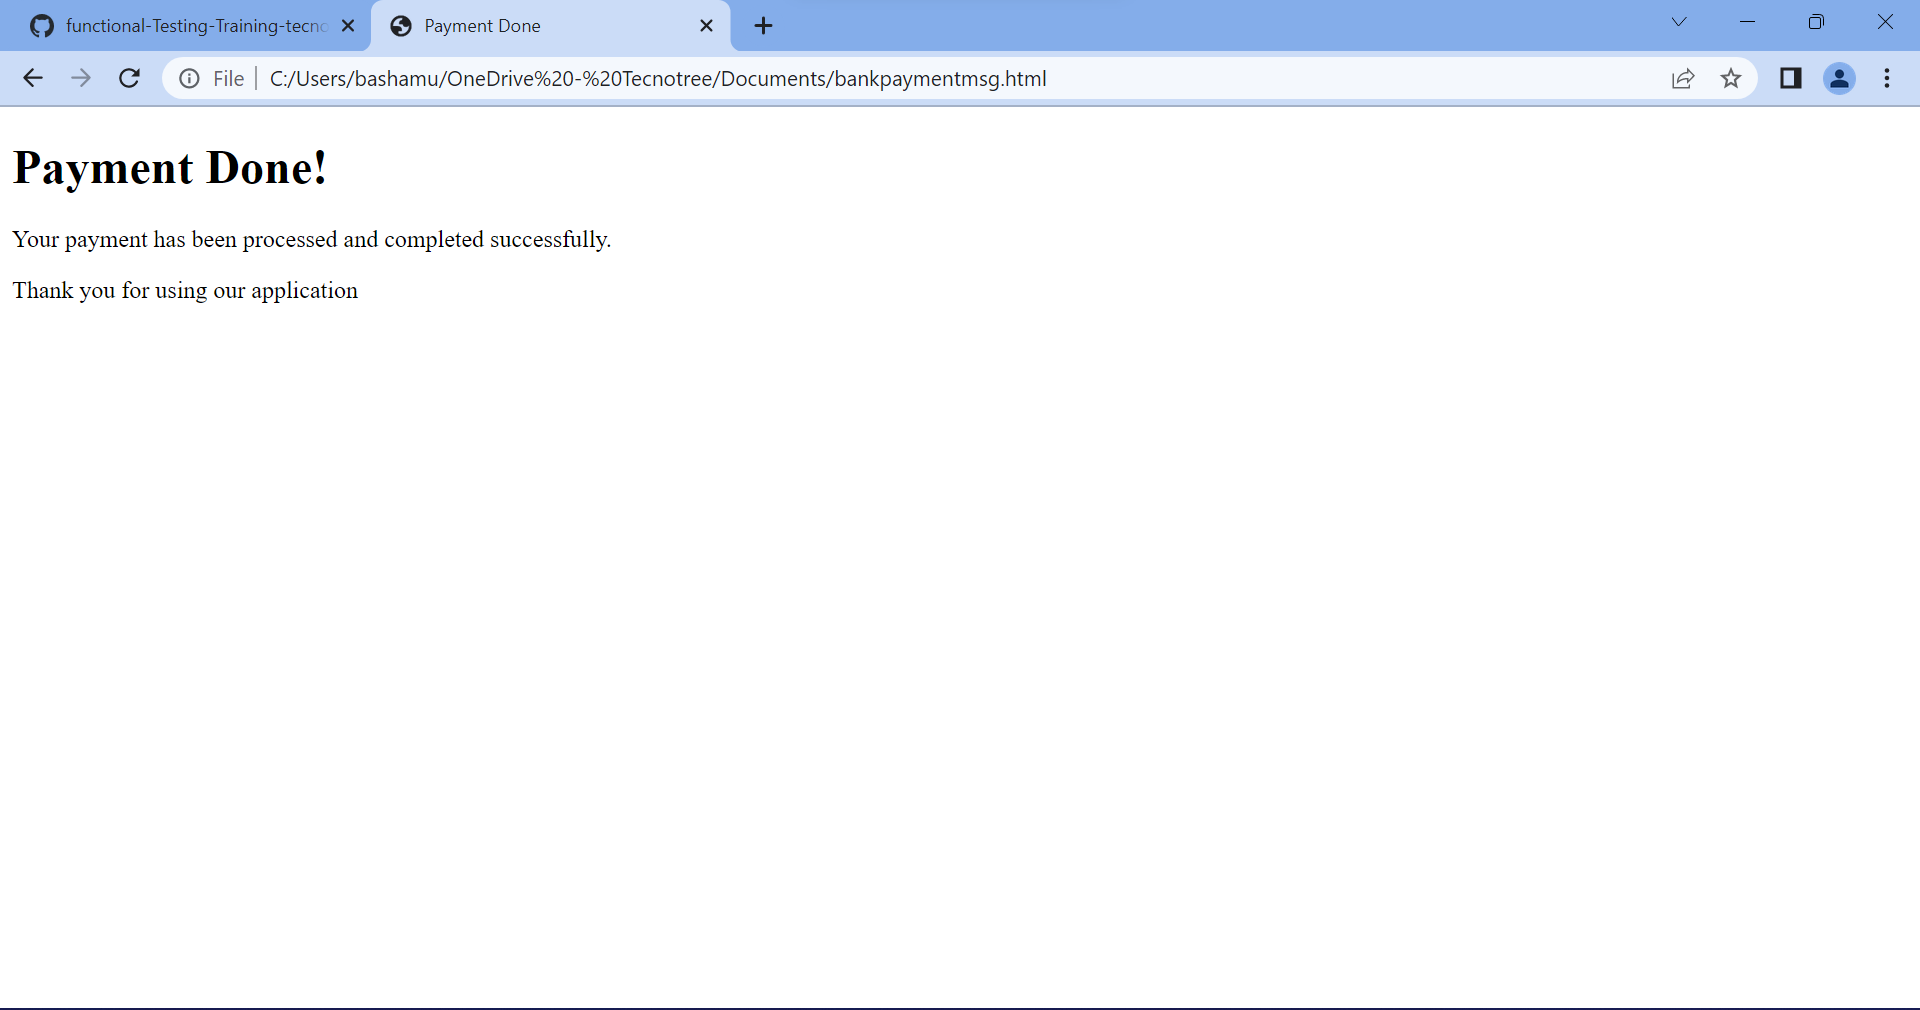 functional-Testing-Training-tecno
Payment Done
File
C:/Users/bashamu/OneDrive%20-%20Tecnotree/Documents/bankpaymentmsg.html
Payment Done!
Your payment has been processed and completed successfully.
Thank you for using our application